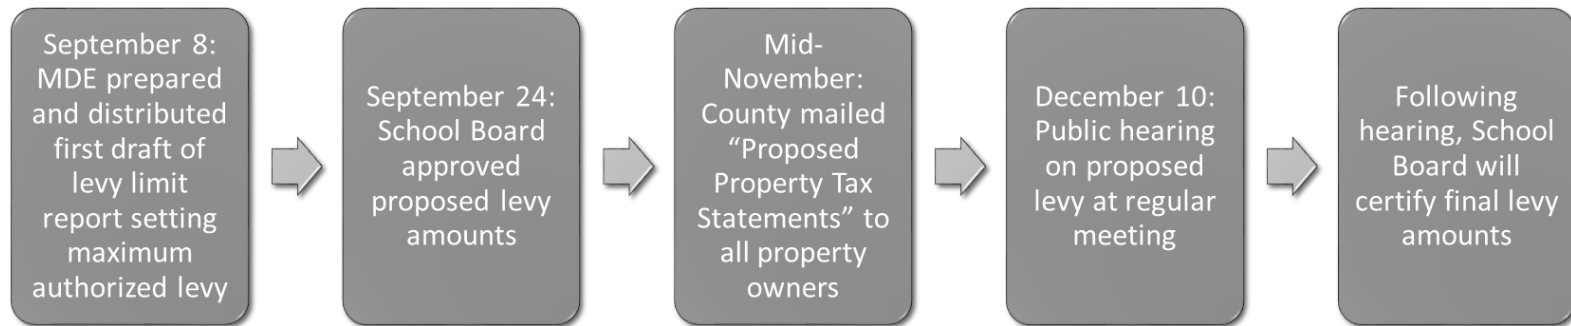 September 8:
MDE prepared
and distributed
first draft of
levy limit
report setting
maximum
authorized levy
September 24:
School Board
approved
proposed levy
amounts
Mid-
November:
County mailed
“Proposed
Property Tax
Statements” to
all property
owners
December 10:
Public hearing
on proposed
levy at regular
meeting
Following
hearing, School
Board will
certify final levy
amounts